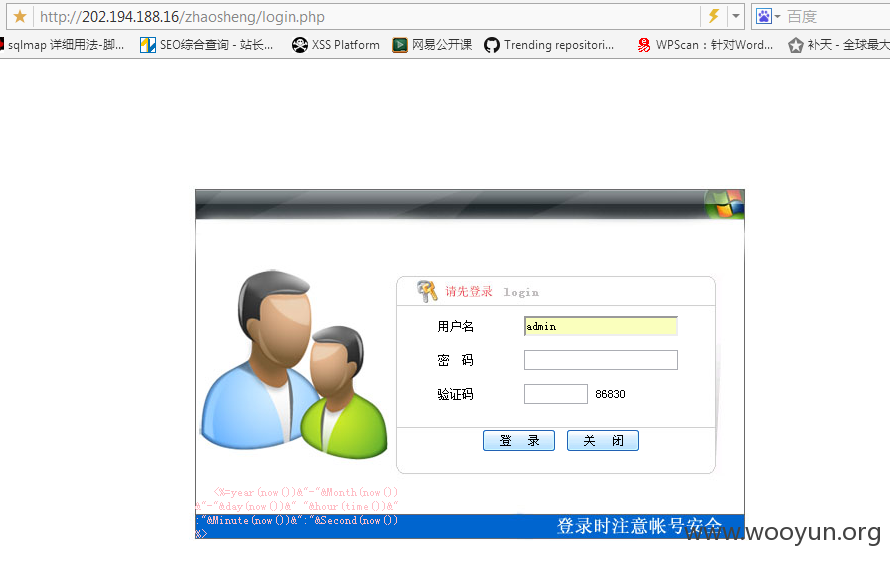 http://202.194.188.16/zhaosheng/login.php
百度
sqlmap 详细用法-脚...
SEO综合查询 - 站长...
XSS Platform
网易公开课
Trending repositori...
WPScan：针对Word...
补天 - 全球最大
请先登录 login
用户名 admin
密 码
验证码 86830
登 录 关 闭
<%=year(now())&"-"&Month(now())
&"-"&day(now())&" "&hour(time())&"
:"&Minute(now())&":"&Second(now())
%>
登录时注意帐号安全
www.wooyun.org